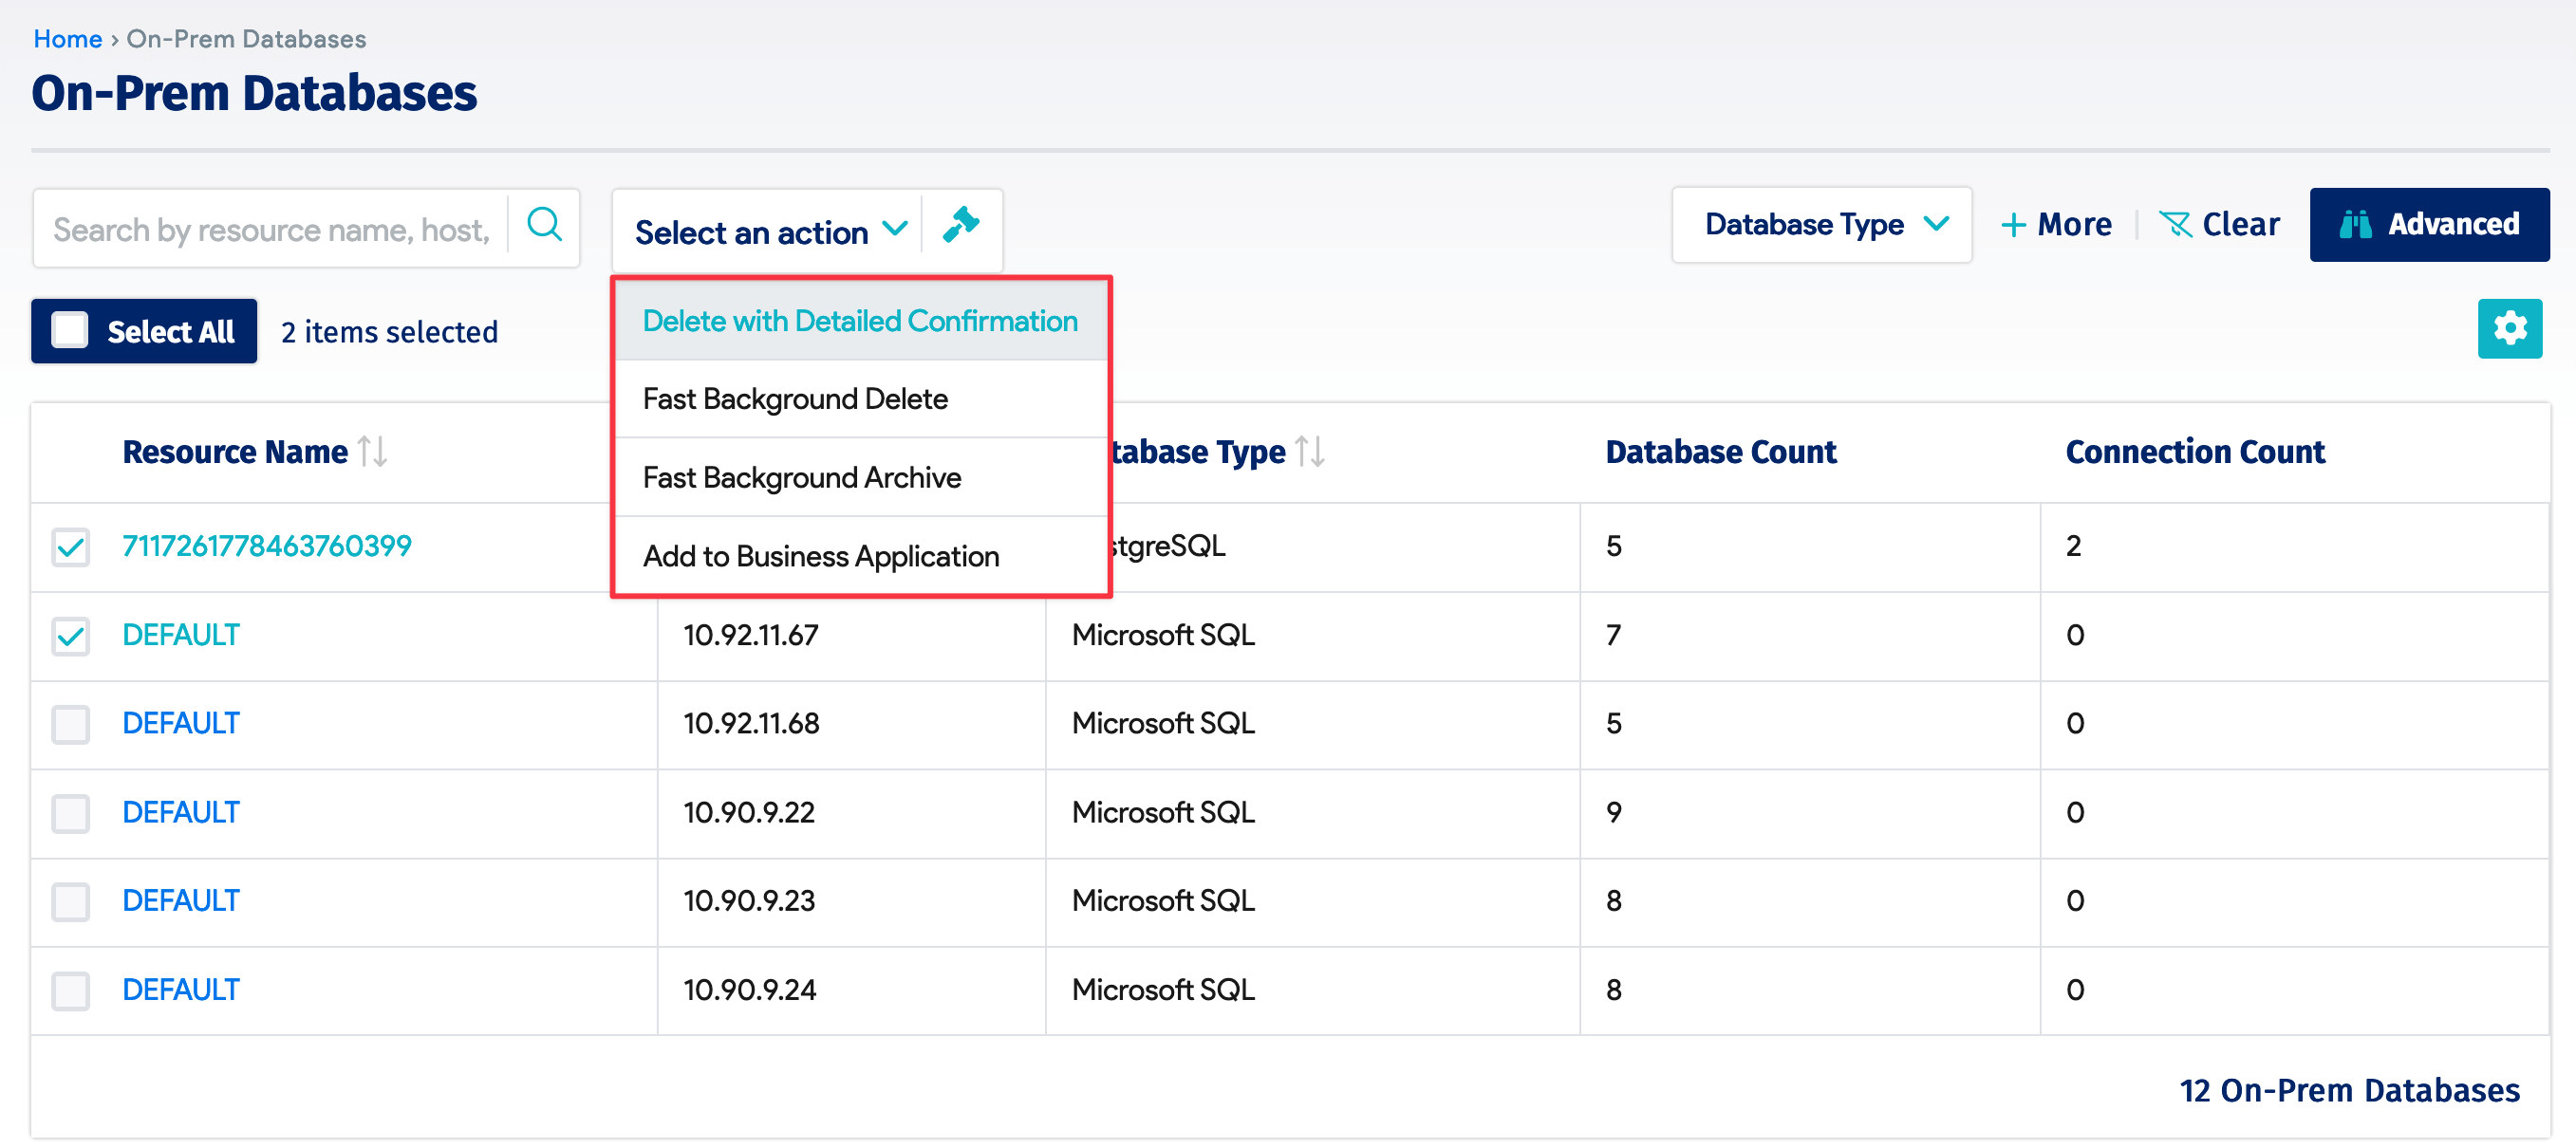 Home › On-Prem Databases
On-Prem Databases
Search by resource name, host,
Select an action
Database Type
+ More
Clear
Advanced
Select All
2 items selected
Delete with Detailed Confirmation
Fast Background Delete
Fast Background Archive
Add to Business Application
Resource Name tabase Type Database Count Connection Count
7117261778463760399 stgreSQL 5 2
DEFAULT 10.92.11.67 Microsoft SQL 7 0
DEFAULT 10.92.11.68 Microsoft SQL 5 0
DEFAULT 10.90.9.22 Microsoft SQL 9 0
DEFAULT 10.90.9.23 Microsoft SQL 8 0
DEFAULT 10.90.9.24 Microsoft SQL 8 0
12 On-Prem Databases